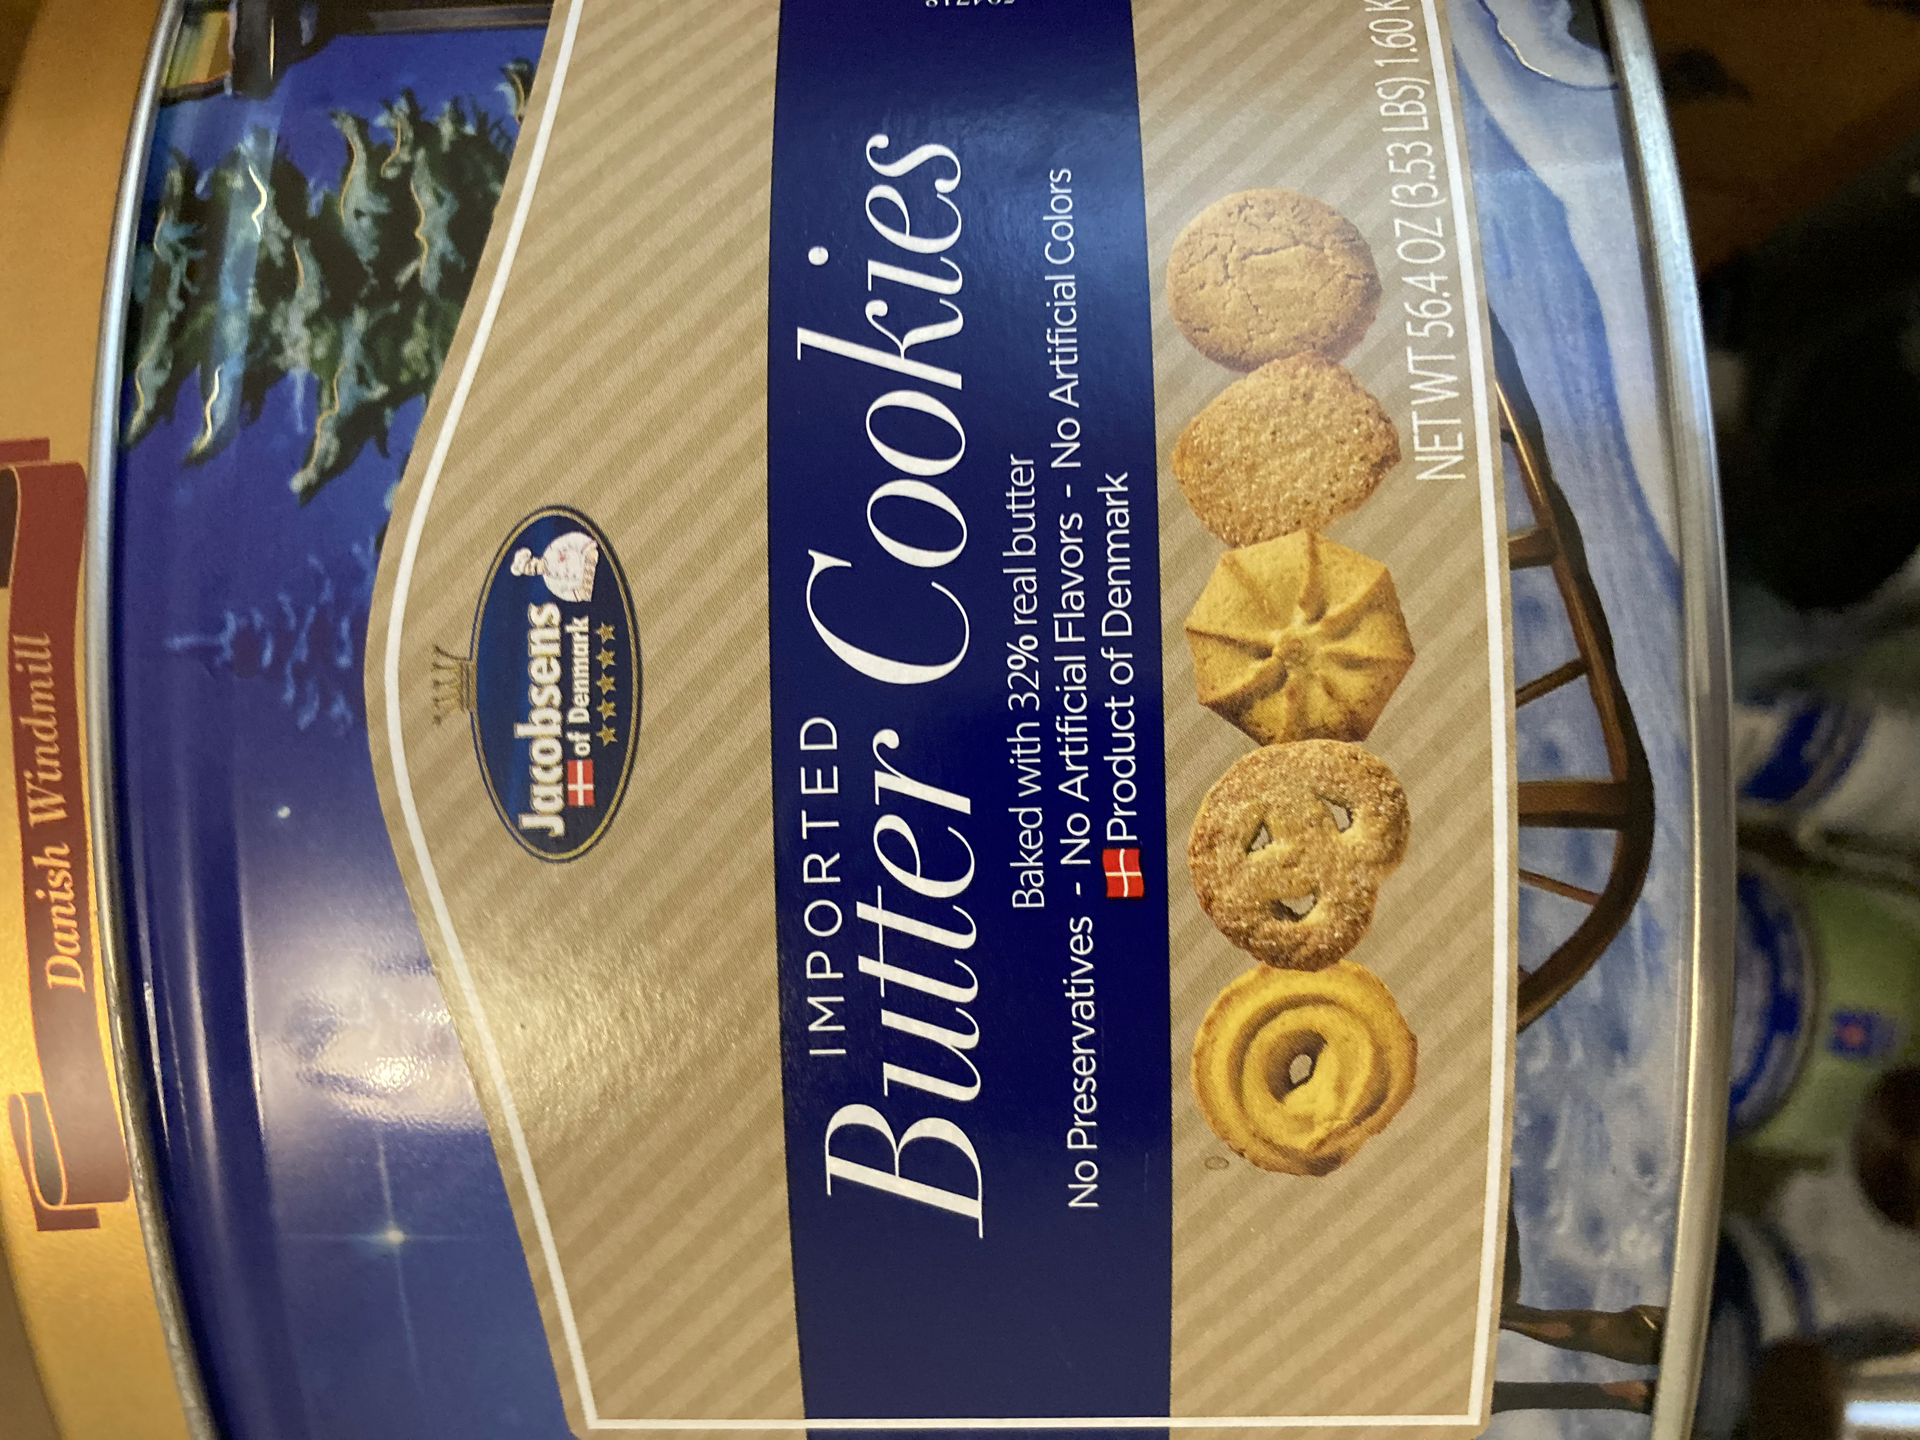 Danish Windmill
Jacobsens
of Denmark
IMPORTED
Butter Cookies
Baked with 32% real butter
No Preservatives - No Artificial Flavors - No Artificial Colors
Product of Denmark
NET WT 56.4 OZ (3.53 LBS) 1.60 K